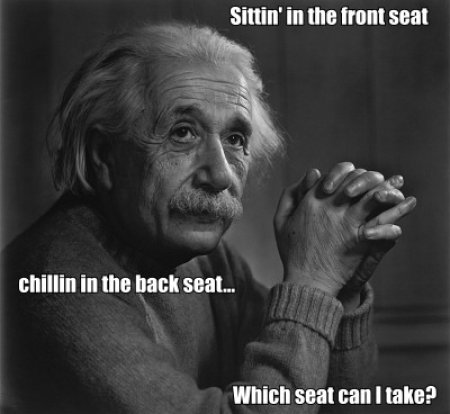 Sittin' in the front seat
chillin in the back seat...
Which seat can I take?